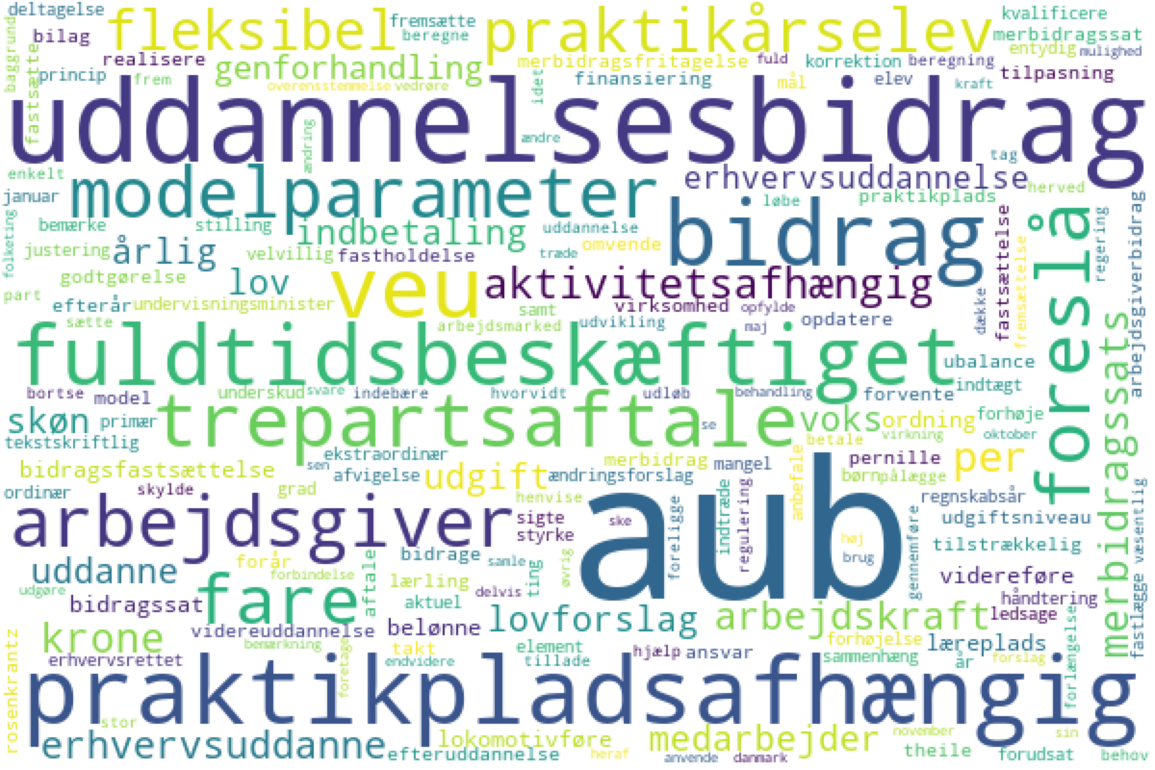 deltagelse
fleksibel
fremsætte
praktikårselev
kvalificere
bilag
beregne
merbidragssat
baggrund
fastsætte
realisere
genforhandling
merbidragsfritagelse
fuld
korrektion
beregning
entydig
mulighed
princip
frem
overensstemmelse
vedrøre
idet
finansiering
mål
elev
kraft
tilpasning
uddannelsesbidrag
ændring
ændre
tag
enkelt
modelparameter
erhvervsuddannelse
herved
januar
praktikplads
løbe
folketing
bemærke
stilling
indbetaling
uddannelse
bidrag
fastsættelse
fremsættelse
foreslå
regering
arbejdsgiverbidrag
justering
årlig
velvillig
fastholdelse
træde
omvende
godtgørelse
lov
veu
aktivitetsafhængig
part
efterår
undervisningsminister
samt
virksomhed
opfylde
dække
sætte
arbejdsmarked
udvikling
maj
opdatere
fuldtidsbeskæftiget
ubalance
merbidragssats
bortse
model
underskud
svare
indebære
hvorvidt
udløb
behandling
forvente
indtægt
skøn
primær
trepartsaftale
voks
ordning
forhøje
tekstskriftlig
se
betale
virkning
oktober
bidragsfastsættelse
sen
ekstraordinær
afvigelse
udgift
ændringsforslag
merbidrag
mangel
anbefale
pernille
børnpålægge
per
ordinær
skylde
grad
henvise
regnskabsår
arbejdsgiver
sigte
styrke
ske
foreligge
indtræde
regulering
aub
høj
brug
gennemføre
udgiftsniveau
tilstrækkelig
væsentlig
fastlægge
uddanne
forår
forbindelse
aftale
bidrage
samle
øvrig
ting
udgøre
fare
lærling
delvis
videreføre
håndtering
bidragssat
aktuel
lovforslag
arbejdskraft
ledsage
krone
videreuddannelse
belønne
forhøjelse
læreplads
rosenkrantz
bemærkning
takt
element
hjælp
ansvar
sammenhæng
år
forslag
forlængelse
erhvervsrettet
foretage
endvidere
tillade
praktikpladsafhængig
stor
erhvervsuddanne
lokomotivføre
medarbejder
november
sin
efteruddannelse
heraf
anvende
danmark
theile
forudsat
behov